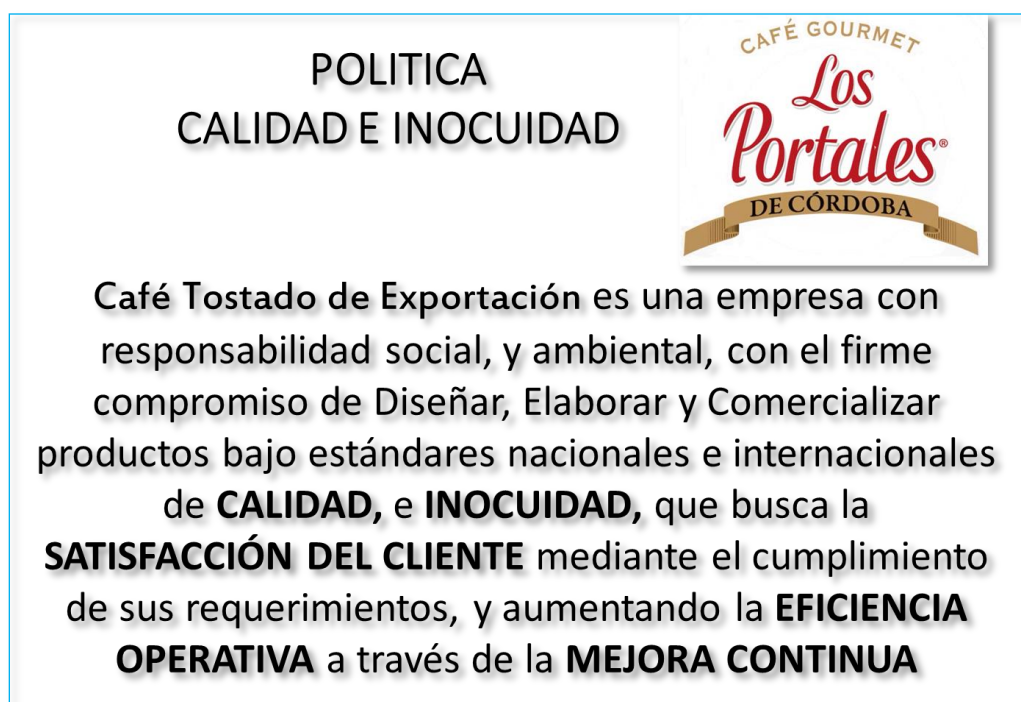 POLITICA
CALIDAD E INOCUIDAD
CAFÉ GOURMET
Los
Portales®
DE CÓRDOBA
Café Tostado de Exportación es una empresa con
responsabilidad social, y ambiental, con el firme
compromiso de Diseñar, Elaborar y Comercializar
productos bajo estándares nacionales e internacionales
de CALIDAD, e INOCUIDAD, que busca la
SATISFACCIÓN DEL CLIENTE mediante el cumplimiento
de sus requerimientos, y aumentando la EFICIENCIA
OPERATIVA a través de la MEJORA CONTINUA